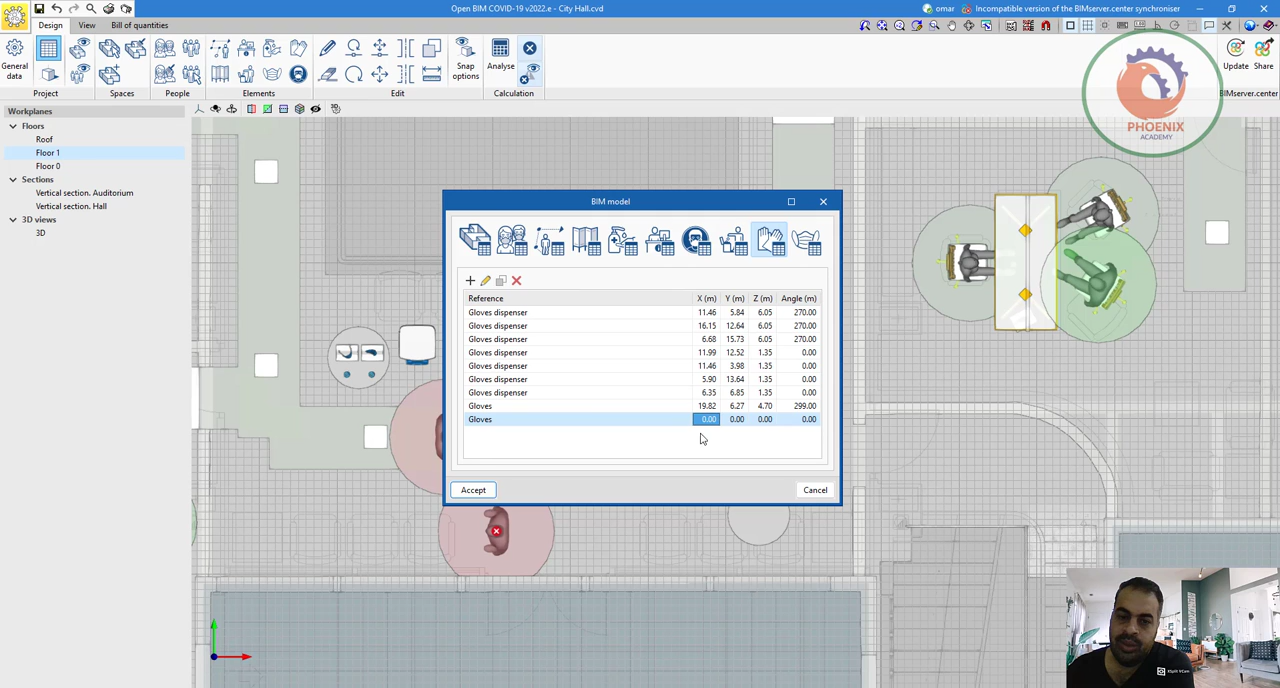 Open BIM COVID-19 v2022.e - City Hall.cvd
omar
Incompatible version of the BIMserver.center synchroniser
Design
View
Bill of quantities
General data
Snap options
Analyse
Update
Share
Project
Spaces
People
Elements
Edit
Calculation
BIMserver.center
PHOENIX
ACADEMY
Workplanes
Floors
Roof
Floor 1
Floor 0
Sections
Vertical section. Auditorium
Vertical section. Hall
3D views
3D
BIM model
Reference X (m) Y (m) Z (m) Angle (m)
Gloves dispenser 11.46 5.84 6.05 270.00
Gloves dispenser 16.15 12.64 6.05 270.00
Gloves dispenser 6.68 15.73 6.05 270.00
Gloves dispenser 11.99 12.52 1.35 0.00
Gloves dispenser 11.46 3.98 1.35 0.00
Gloves dispenser 5.90 13.64 1.35 0.00
Gloves dispenser 6.35 6.85 1.35 0.00
Gloves 19.82 6.27 4.70 299.00
Gloves 0.00 0.00 0.00 0.00
Accept
Cancel
XSplit VCam